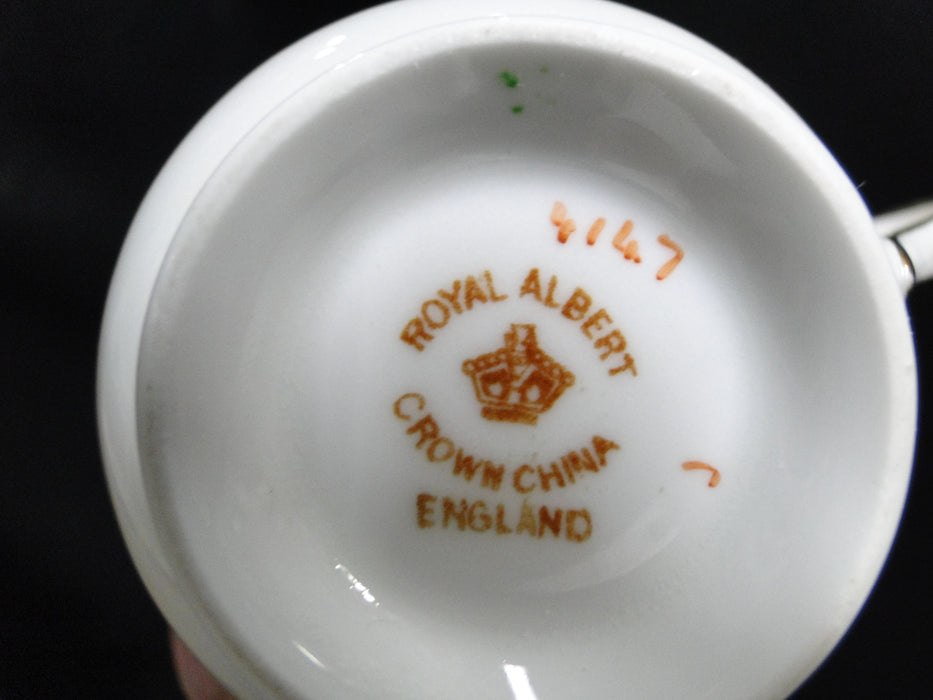 4147
ROYAL ALBERT
CROWN CHINA
ENGLAND